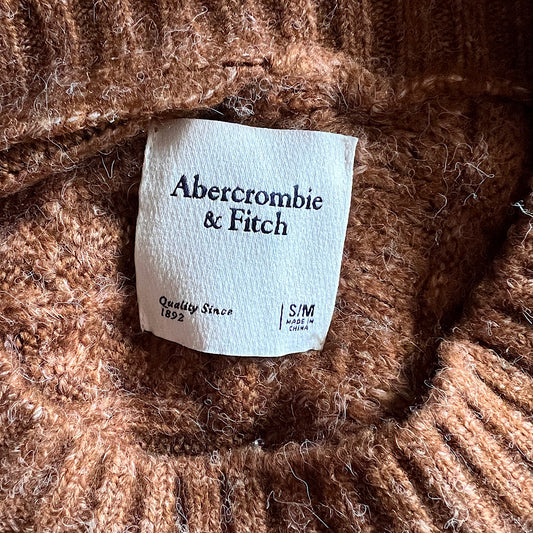 Abercrombie
& Fitch
Quality Since
1892
S/M
MADE IN
CHINA